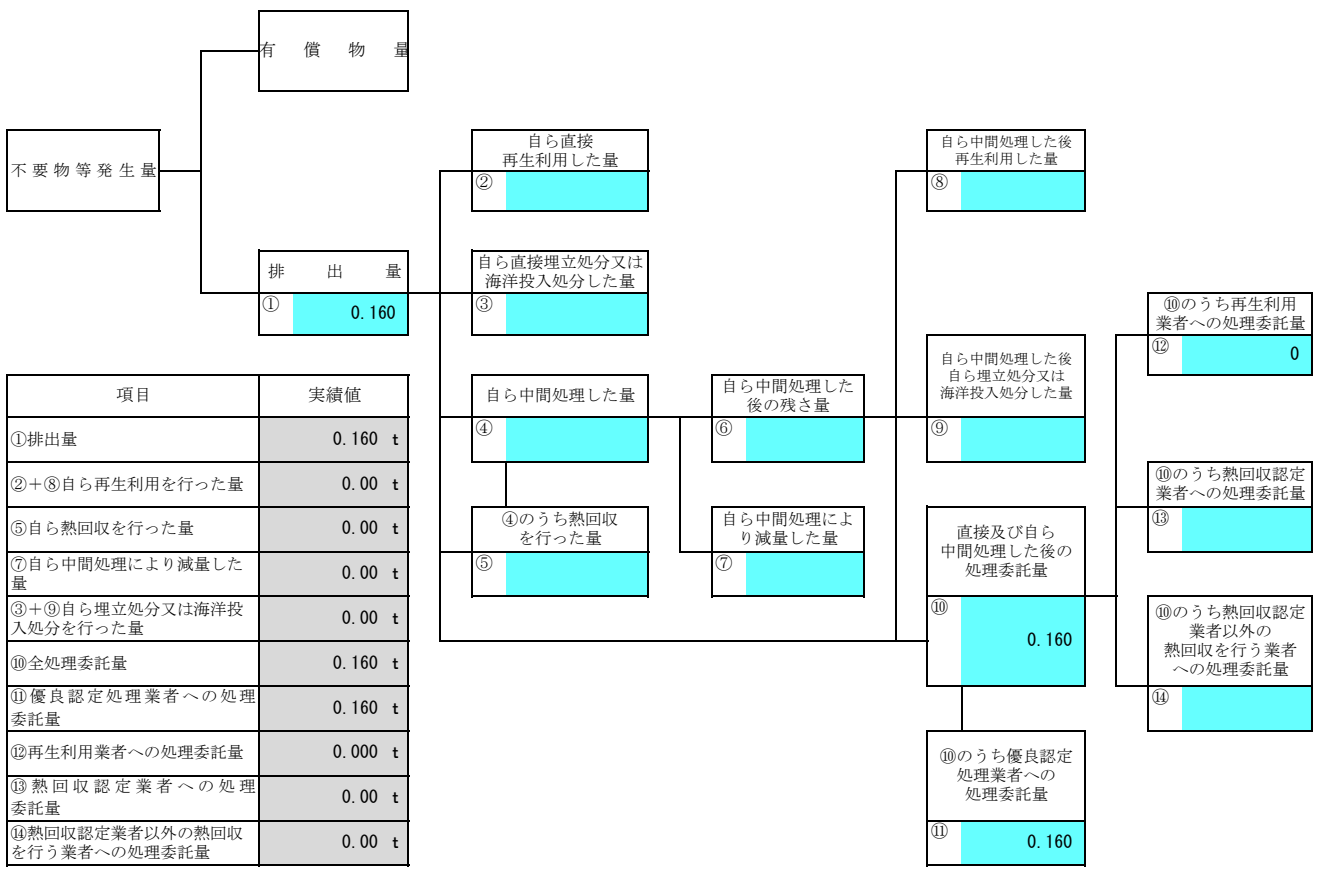 有償物量
不要物等発生量
排出量
① 0.160
自ら直接
再生利用した量
②
自ら直接埋立処分又は
海洋投入処分した量
③
自ら中間処理した量
④
④のうち熱回収
を行った量
⑤
自ら中間処理した
後の残さ量
⑥
自ら中間処理によ
り減量した量
⑦
自ら中間処理した後
再生利用した量
⑧
自ら中間処理した後
自ら埋立処分又は
海洋投入処分した量
⑨
直接及び自ら
中間処理した後の
処理委託量
⑩ 0.160
⑩のうち優良認定
処理業者への
処理委託量
⑪ 0.160
⑩のうち再生利用
業者への処理委託量
⑫ 0
⑩のうち熱回収認定
業者への処理委託量
⑬
⑩のうち熱回収認定
業者以外の
熱回収を行う業者
への処理委託量
⑭
項目 実績値
①排出量 0.160 t
②+⑧自ら再生利用を行った量 0.00 t
⑤自ら熱回収を行った量 0.00 t
⑦自ら中間処理により減量した
量 0.00 t
③+⑨自ら埋立処分又は海洋投
入処分を行った量 0.00 t
⑩全処理委託量 0.160 t
⑪優良認定処理業者への処理
委託量 0.160 t
⑫再生利用業者への処理委託量 0.000 t
⑬熱回収認定業者への処理
委託量 0.00 t
⑭熱回収認定業者以外の熱回収
を行う業者への処理委託量 0.00 t